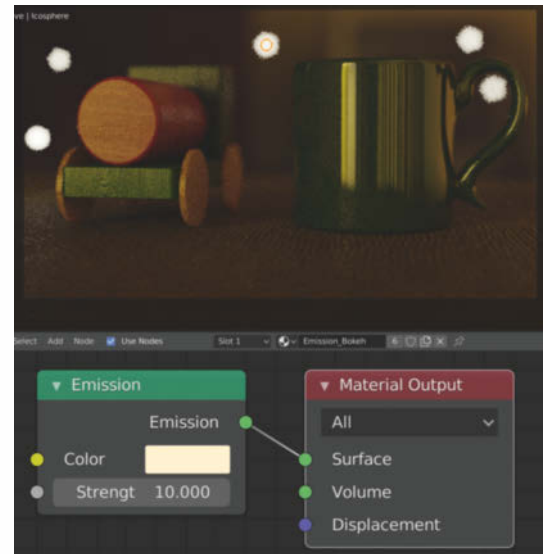 ve | Icosphere
Select Add Node Use Nodes Slot 1 Emission_Bokeh 6
Emission
Emission
Color
Strengt 10.000
Material Output
All
Surface
Volume
Displacement